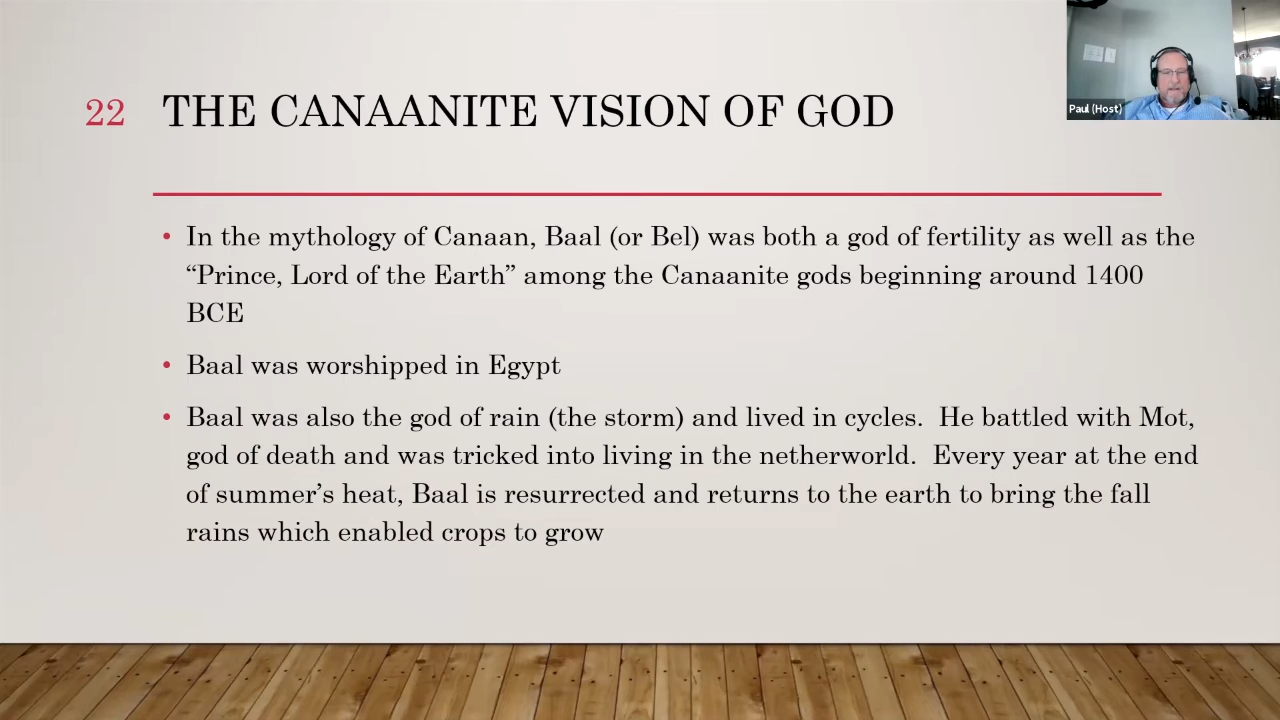 22 THE CANAANITE VISION OF GOD
Paul (Host)
• In the mythology of Canaan, Baal (or Bel) was both a god of fertility as well as the
“Prince, Lord of the Earth” among the Canaanite gods beginning around 1400
BCE
• Baal was worshipped in Egypt
• Baal was also the god of rain (the storm) and lived in cycles.  He battled with Mot,
god of death and was tricked into living in the netherworld.  Every year at the end
of summer’s heat, Baal is resurrected and returns to the earth to bring the fall
rains which enabled crops to grow